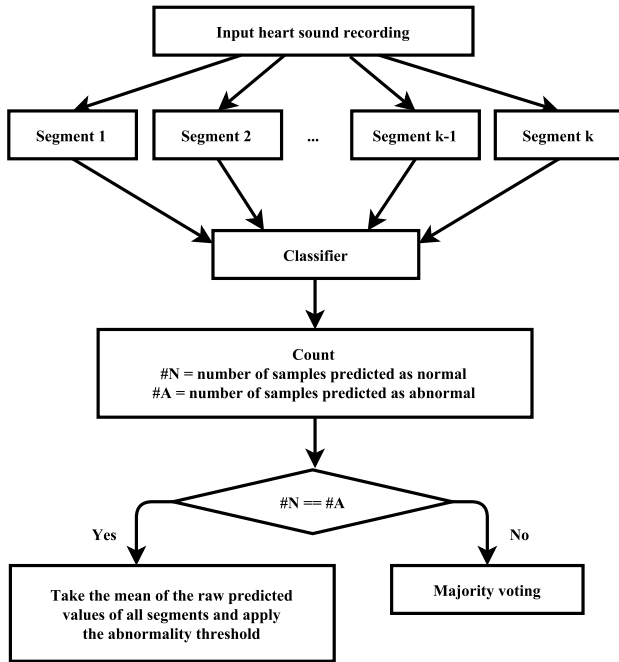 Input heart sound recording
Segment 1
Segment 2
...
Segment k-1
Segment k
Classifier
Count
#N = number of samples predicted as normal
#A = number of samples predicted as abnormal
#N == #A
Yes
No
Take the mean of the raw predicted
values of all segments and apply
the abnormality threshold
Majority voting